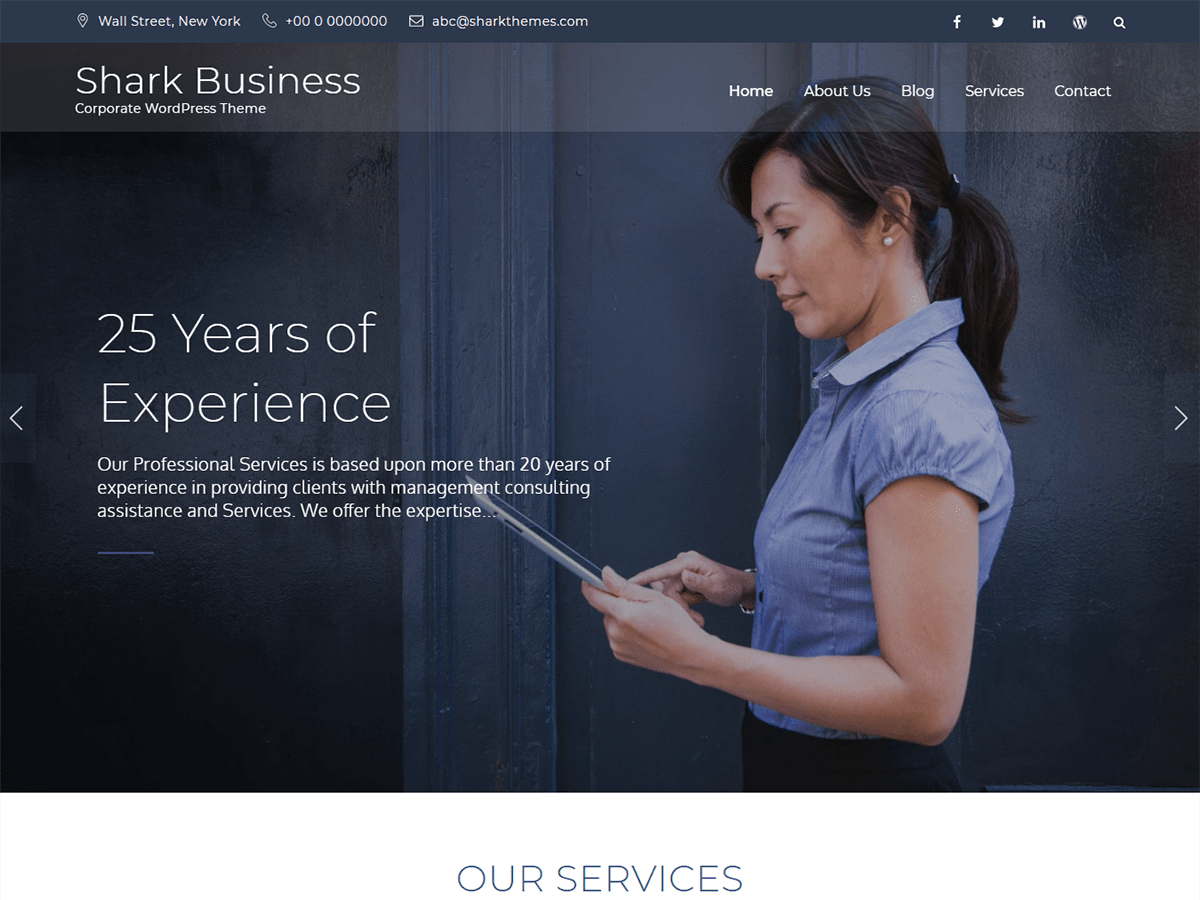 Wall Street, New York +00 0 0000000 abc@sharkthemes.com
Shark Business
Corporate WordPress Theme
Home About Us Blog Services Contact
25 Years of
Experience
Our Professional Services is based upon more than 20 years of
experience in providing clients with management consulting
assistance and Services. We offer the expertise...
OUR SERVICES